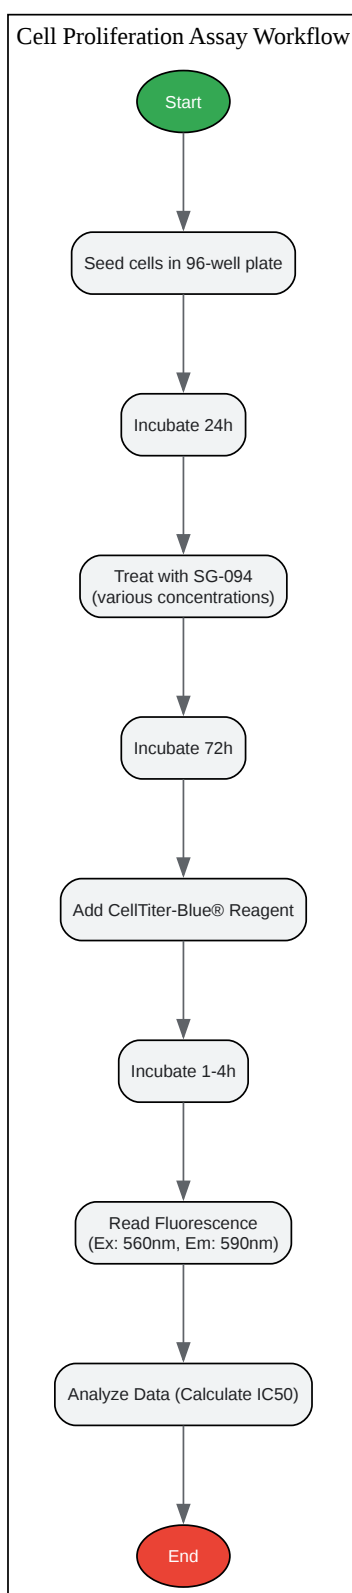 Cell Proliferation Assay Workflow
Start
Seed cells in 96-well plate
Incubate 24h
Treat with SG-094
(various concentrations)
Incubate 72h
Add CellTiter-Blue® Reagent
Incubate 1-4h
Read Fluorescence
(Ex: 560nm, Em: 590nm)
Analyze Data (Calculate IC50)
End